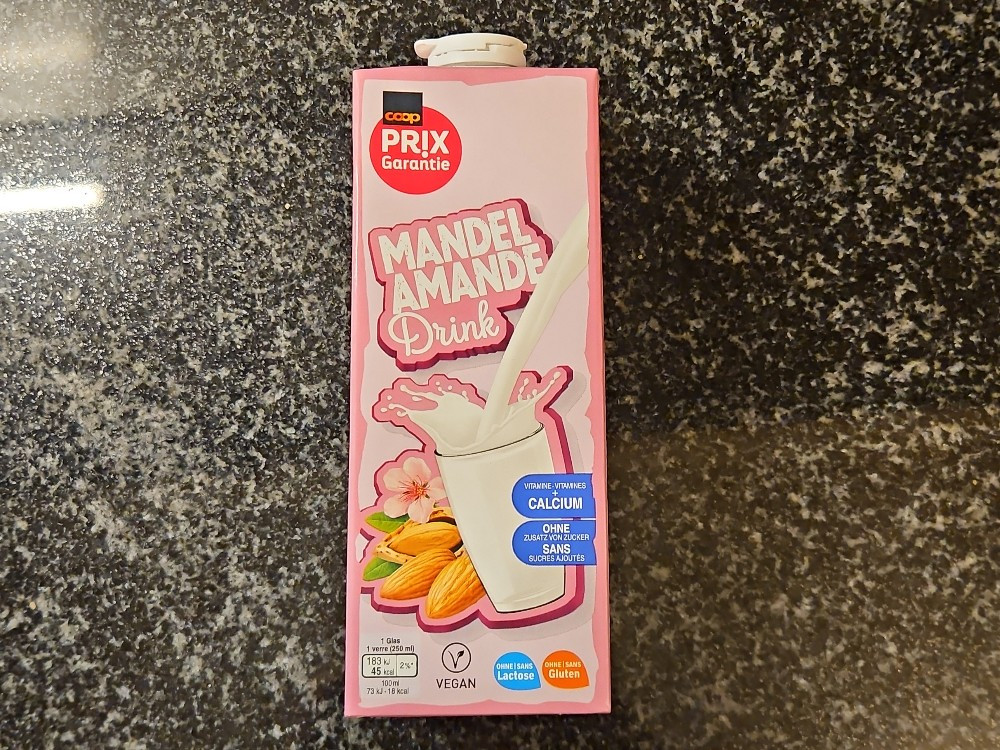 coop
PRIX
Garantie
MANDEL
AMANDE
Drink
VITAMINE · VITAMINES
+
CALCIUM
OHNE
ZUSATZ VON ZUCKER
SANS
SUCRES AJOUTÉS
1 Glas
1 verre (250 ml)
183 kJ
45 kcal
2%*
100 ml
73 kJ - 18 kcal
VEGAN
OHNE | SANS
Lactose
OHNE | SANS
Gluten